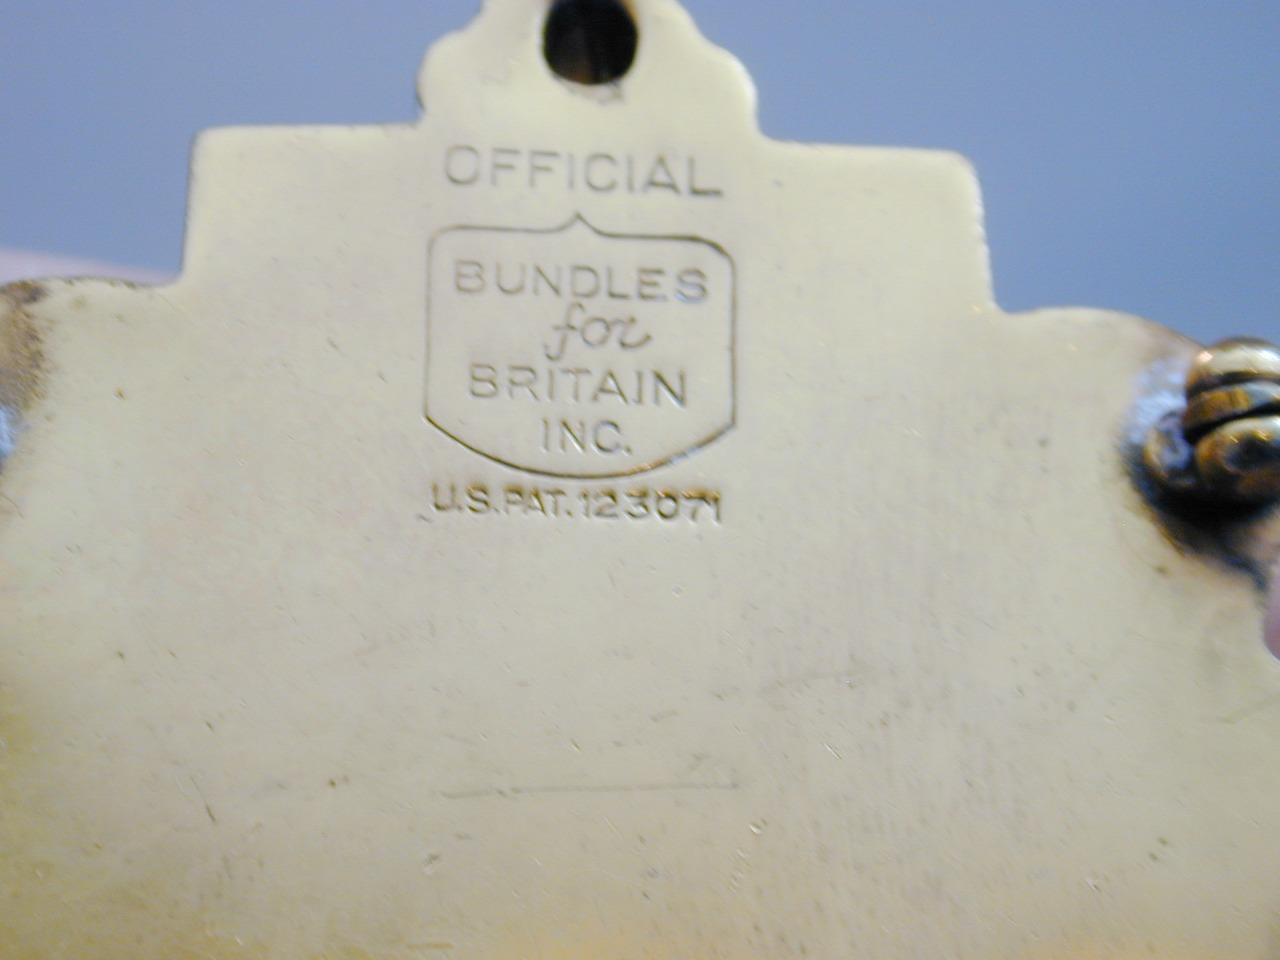 OFFICIAL
BUNDLES
for
BRITAIN
INC.
U.S.PAT.123071